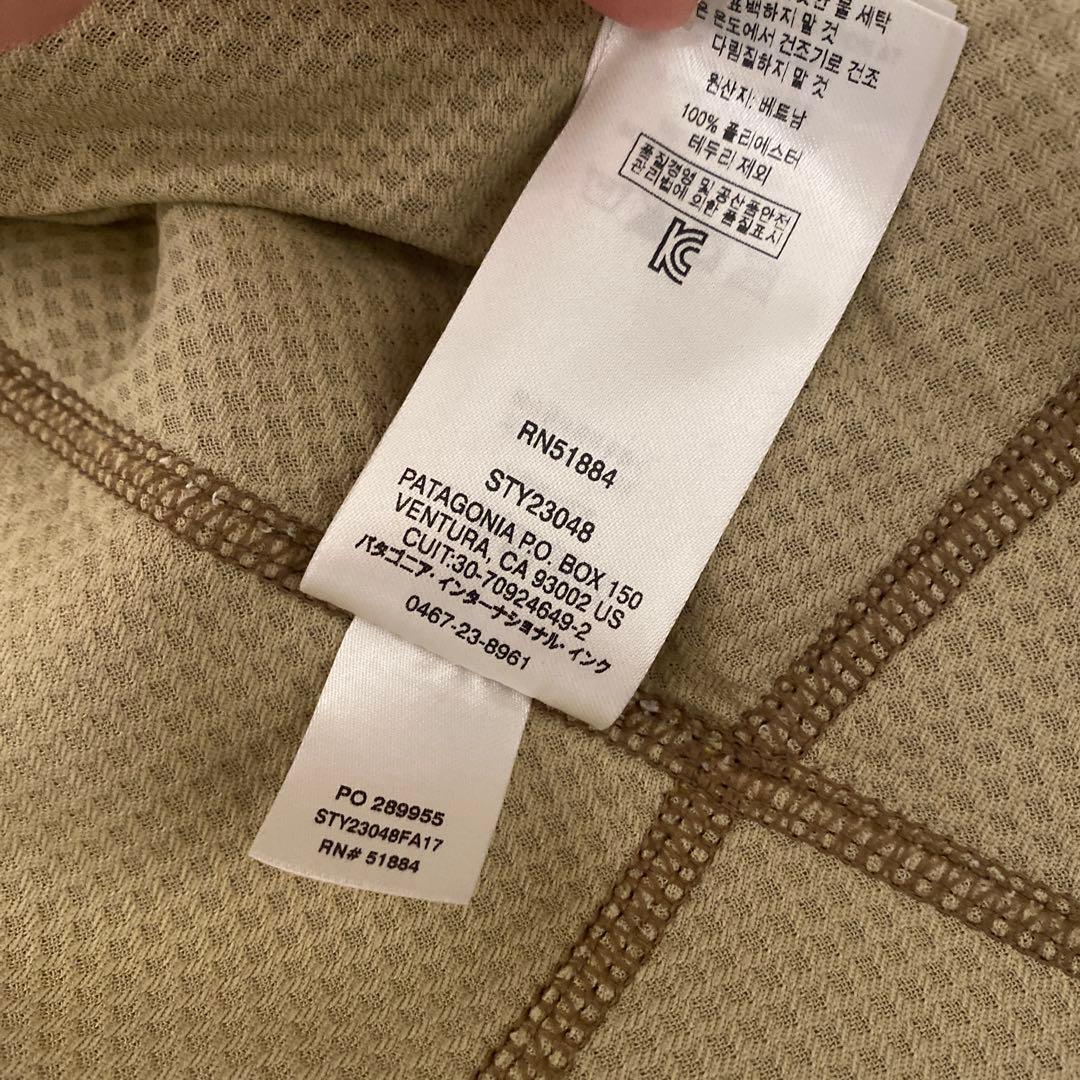 불 세탁
표백하지 말 것
온도에서 건조기로 건조
다림질하지 말 것
원산지: 베트남
100% 폴리에스터
테두리 제외
품질경영 및 공산품안전
관리법에 의한 품질표시
RN51884
STY23048
PATAGONIA P.O. BOX 150
VENTURA, CA 93002 US
CUIT:30-70924649-2
パタゴニア・インターナショナル・インク
0467-23-8961
PO 289955
STY23048FA17
RN# 51884